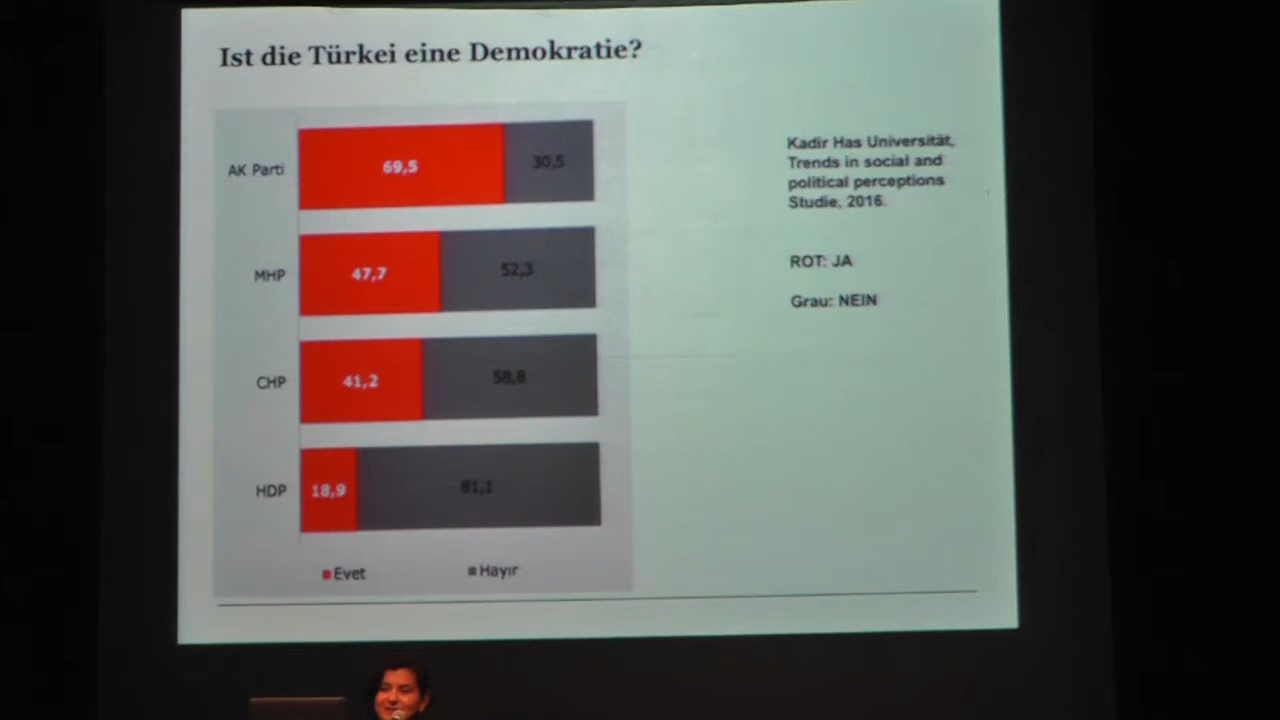 Ist die Türkei eine Demokratie?
AK Parti 69,5 30,5
MHP 47,7 52,3
CHP 41,2 58,8
HDP 18,9 81,1
Evet Hayır
Kadir Has Universität,
Trends in social and
political perceptions
Studie, 2016.
ROT: JA
Grau: NEIN